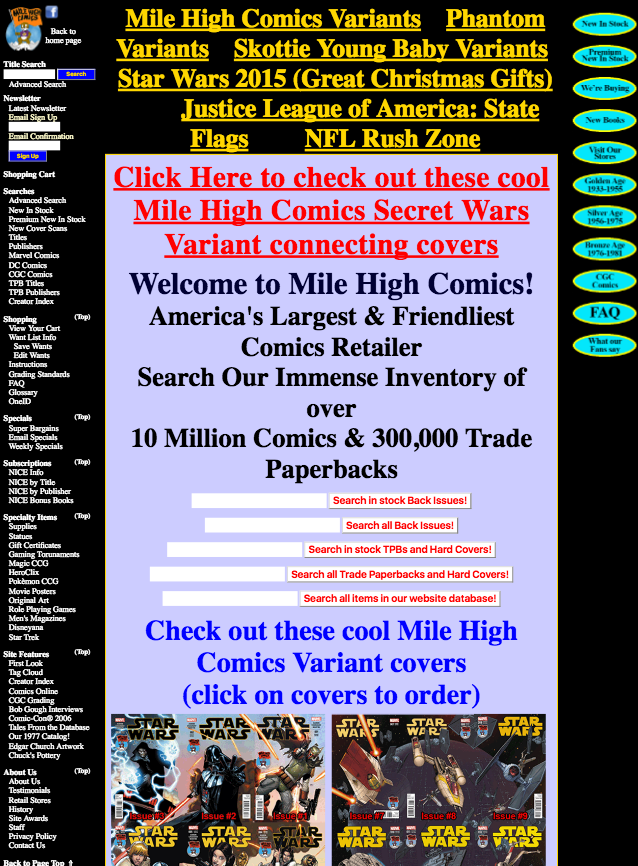 Back to
home page
Title Search
Search
Advanced Search
Newsletter
Latest Newsletter
Email Sign Up
Email Confirmation
Sign Up
Shopping Cart
Searches
Advanced Search
New In Stock
Premium New In Stock
New Cover Scans
Titles
Publishers
Marvel Comics
DC Comics
CGC Comics
TPB Titles
TPB Publishers
Creator Index
Shopping (Top)
View Your Cart
Want List Info
Save Wants
Edit Wants
Instructions
Grading Standards
FAQ
Glossary
OneID
Specials (Top)
Super Bargains
Email Specials
Weekly Specials
Subscriptions (Top)
NICE Info
NICE by Title
NICE by Publisher
NICE Bonus Books
Specialty Items (Top)
Supplies
Statues
Gift Certificates
Gaming Torunaments
Magic CCG
HeroClix
Pokèmon CCG
Movie Posters
Original Art
Role Playing Games
Men's Magazines
Disneyana
Star Trek
Site Features (Top)
First Look
Tag Cloud
Creator Index
Comics Online
CGC Grading
Bob Gough Interviews
Comic-Con® 2006
Tales From the Database
Our 1977 Catalog!
Edgar Church Artwork
Chuck's Pottery
About Us (Top)
About Us
Testimonials
Retail Stores
History
Site Awards
Staff
Privacy Policy
Contact Us
Back to Page Top ⇑
Mile High Comics Variants Phantom
Variants Skottie Young Baby Variants
Star Wars 2015 (Great Christmas Gifts)
Justice League of America: State
Flags NFL Rush Zone
Click Here to check out these cool
Mile High Comics Secret Wars
Variant connecting covers
Welcome to Mile High Comics!
America's Largest & Friendliest
Comics Retailer
Search Our Immense Inventory of
over
10 Million Comics & 300,000 Trade
Paperbacks
Search in stock Back Issues!
Search all Back Issues!
Search in stock TPBs and Hard Covers!
Search all Trade Paperbacks and Hard Covers!
Search all items in our website database!
Check out these cool Mile High
Comics Variant covers
(click on covers to order)
STAR WARS STAR WARS STAR WARS
Issue #3 Issue #2 Issue #1
STAR WARS STAR WARS STAR WARS
Issue #7 Issue #8 Issue #9
New In Stock
Premium
New In Stock
We're Buying
New Books
Visit Our
Stores
Golden Age
1933-1955
Silver Age
1956-1975
Bronze Age
1976-1981
CGC
Comics
FAQ
What our
Fans say